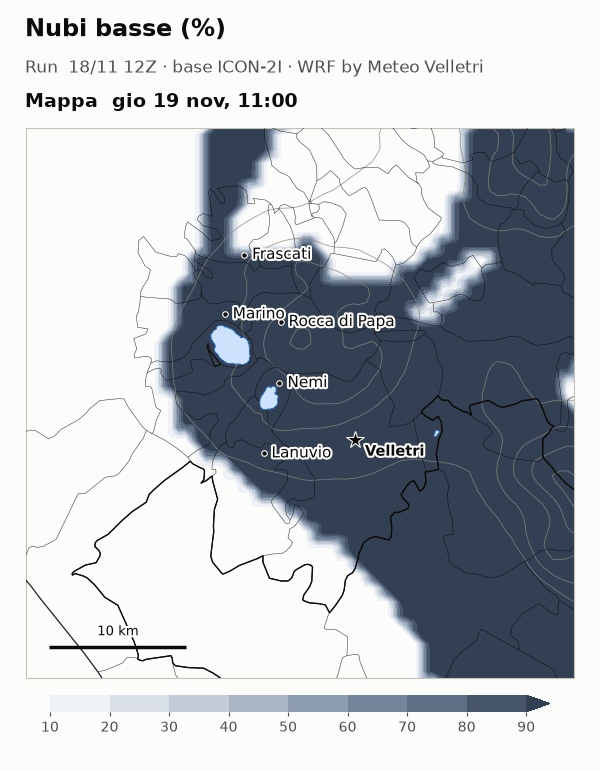 Nubi basse (%)
Run 18/11 12Z · base ICON-2I · WRF by Meteo Velletri
Mappa gio 19 nov, 11:00
Frascati
Marino
Rocca di Papa
Nemi
Lanuvio
Velletri
10 km
10 20 30 40 50 60 70 80 90